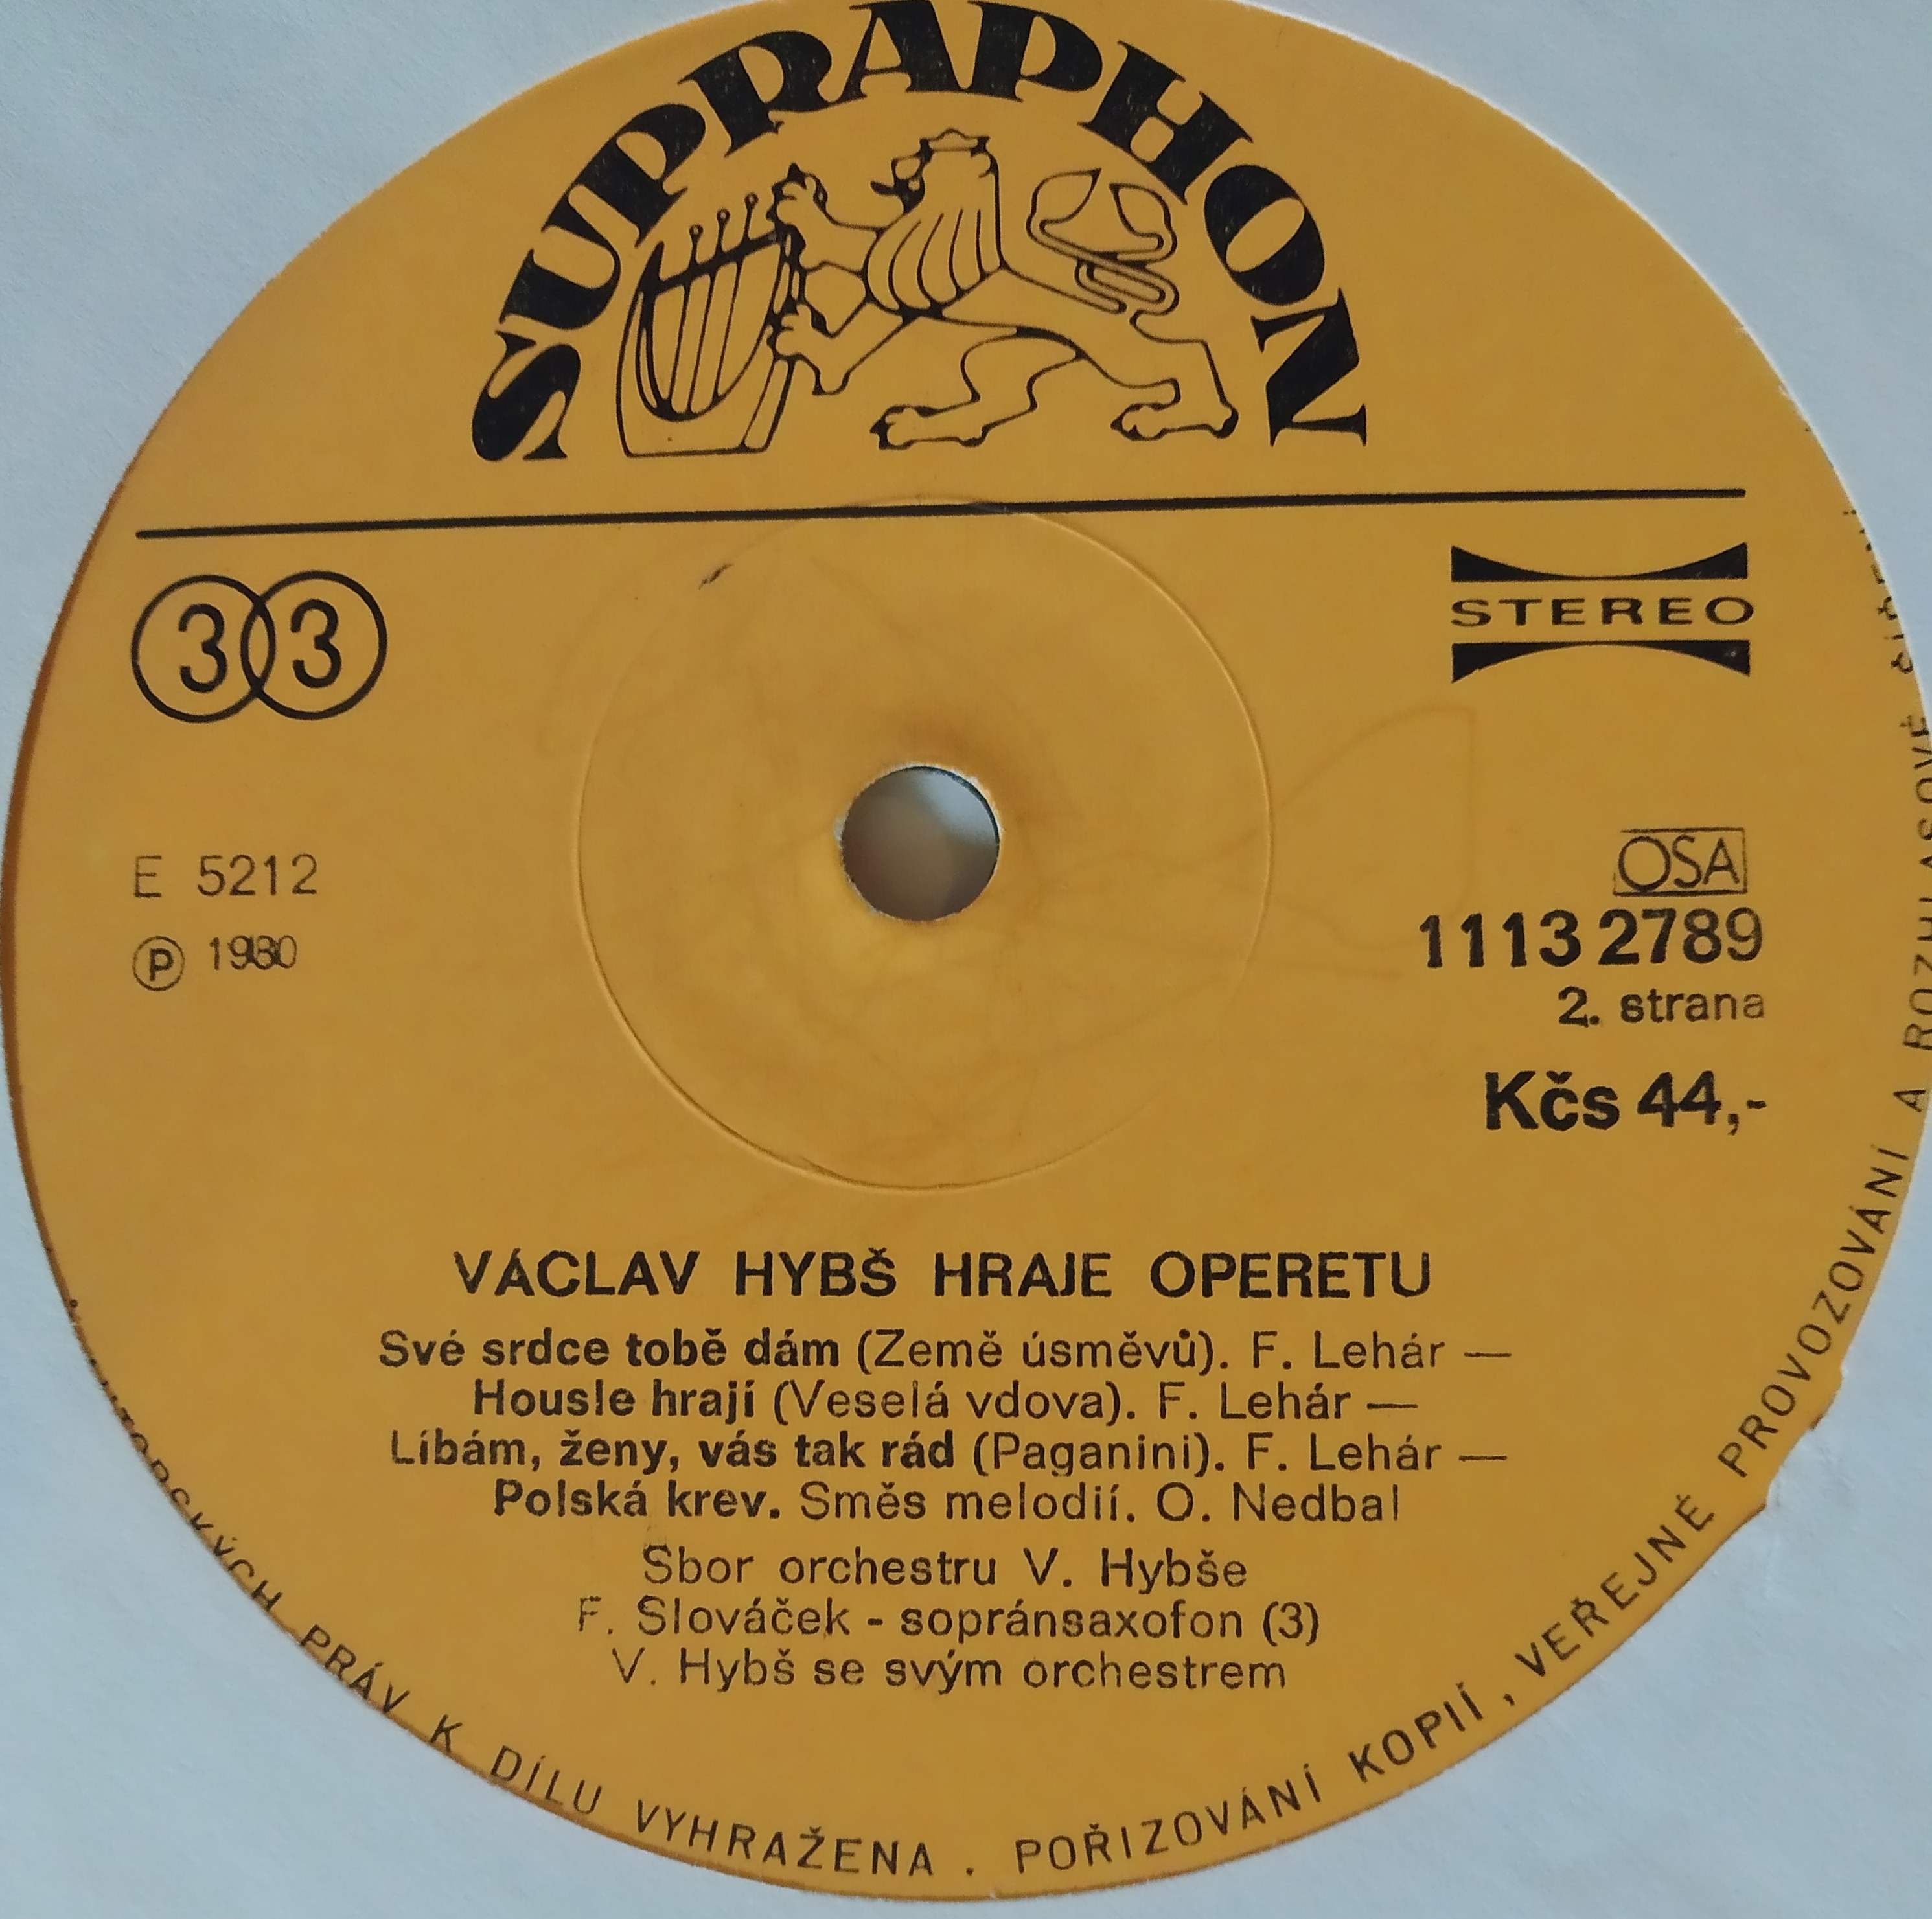 SUPRAPHON
33
STEREO
E 5212
Ⓟ 1980
OSA
1113 2789
2. strana
Kčs 44,-
VÁCLAV HYBŠ HRAJE OPERETU
Své srdce tobě dám (Země úsměvů). F. Lehár —
Housle hrají (Veselá vdova). F. Lehár —
Líbám, ženy, vás tak rád (Paganini). F. Lehár —
Polská krev. Směs melodií. O. Nedbal
Sbor orchestru V. Hybše
F. Slováček - sopránsaxofon (3)
V. Hybš se svým orchestrem
PRÁV K DÍLU VYHRAŽENA . POŘIZOVÁNÍ KOPIÍ , VEŘEJNÉ PROVOZOVÁNÍ A ROZHLASOVÉ